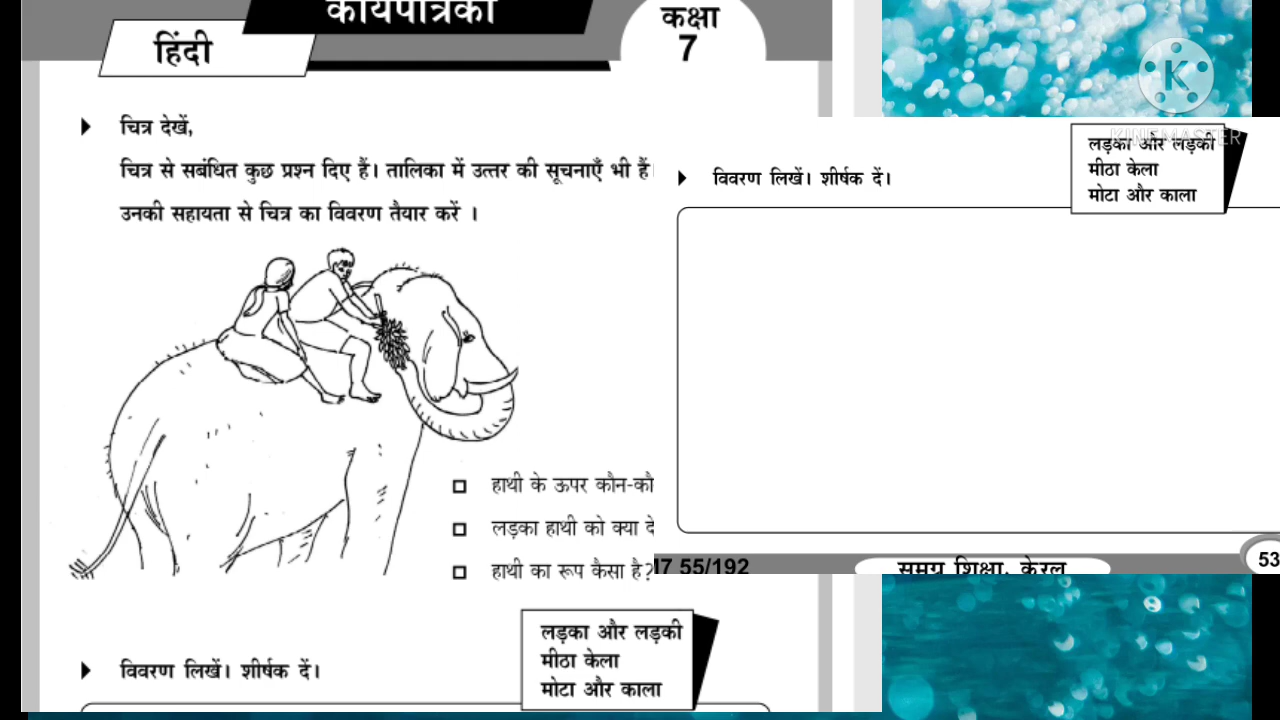 कार्यपत्रिका
हिंदी
कक्षा
7
चित्र देखें,
चित्र से सबंधित कुछ प्रश्न दिए हैं। तालिका में उत्तर की सूचनाएँ भी हैं।
उनकी सहायता से चित्र का विवरण तैयार करें ।
हाथी के ऊपर कौन-कौ
लड़का हाथी को क्या दे
हाथी का रूप कैसा है?
लड़का और लड़की
मीठा केला
मोटा और काला
विवरण लिखें। शीर्षक दें।
K
KINEMASTER
लड़का और लड़की
मीठा केला
मोटा और काला
विवरण लिखें। शीर्षक दें।
55/192
समग्र शिक्षा, केरल
53